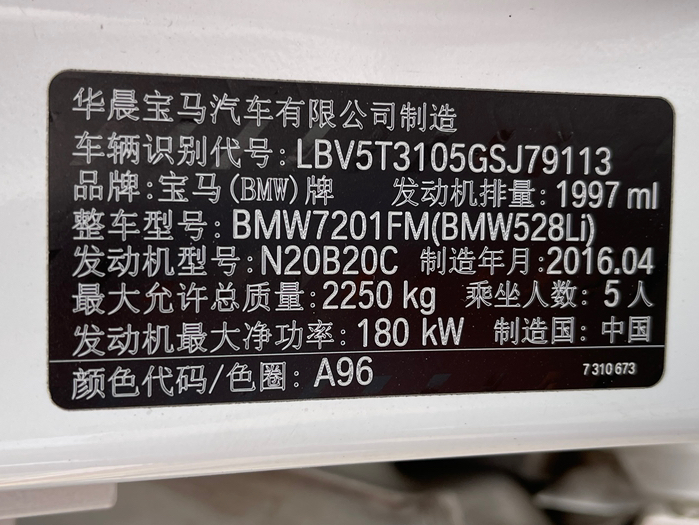 华晨宝马汽车有限公司制造
车辆识别代号: LBV5T3105GSJ79113
品牌: 宝马(BMW)牌 发动机排量: 1997 ml
整车型号: BMW7201FM(BMW528Li)
发动机型号: N20B20C 制造年月: 2016.04
最大允许总质量: 2250 kg 乘坐人数: 5人
发动机最大净功率: 180 kW 制造国: 中国
颜色代码/色圈: A96 7 310 673